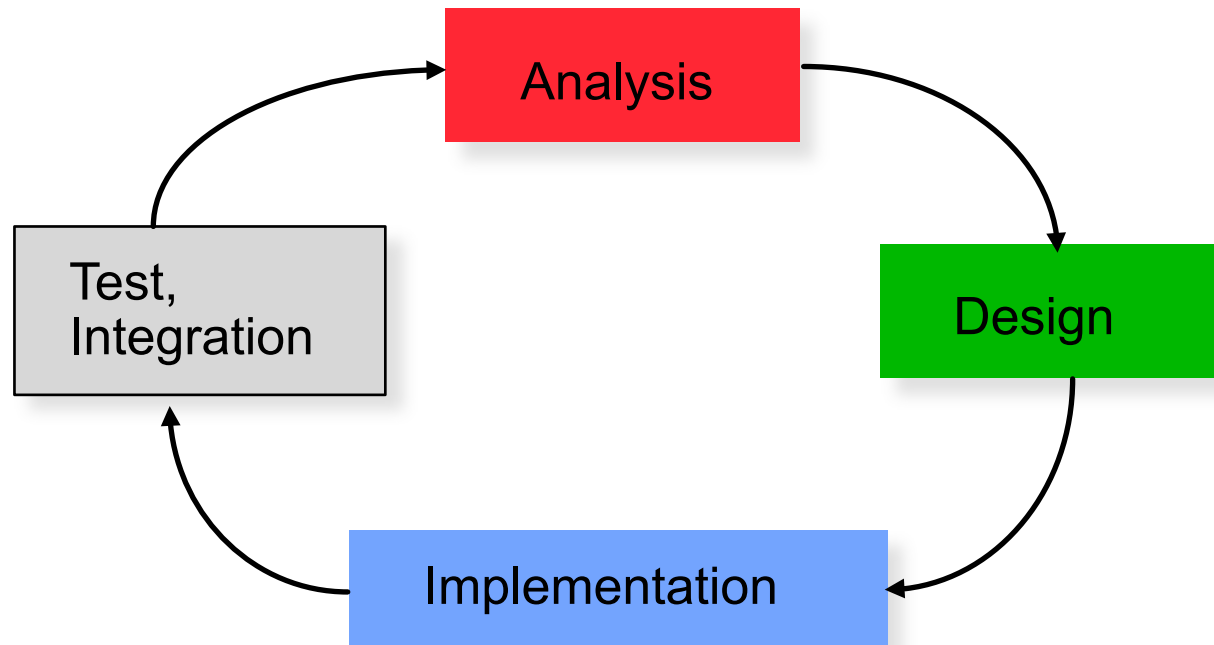 Analysis
Design
Implementation
Test,
Integration